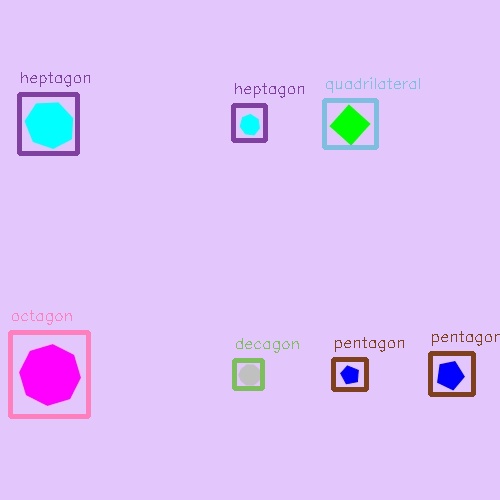 heptagon
heptagon
quadrilateral
octagon
decagon
pentagon
pentagon